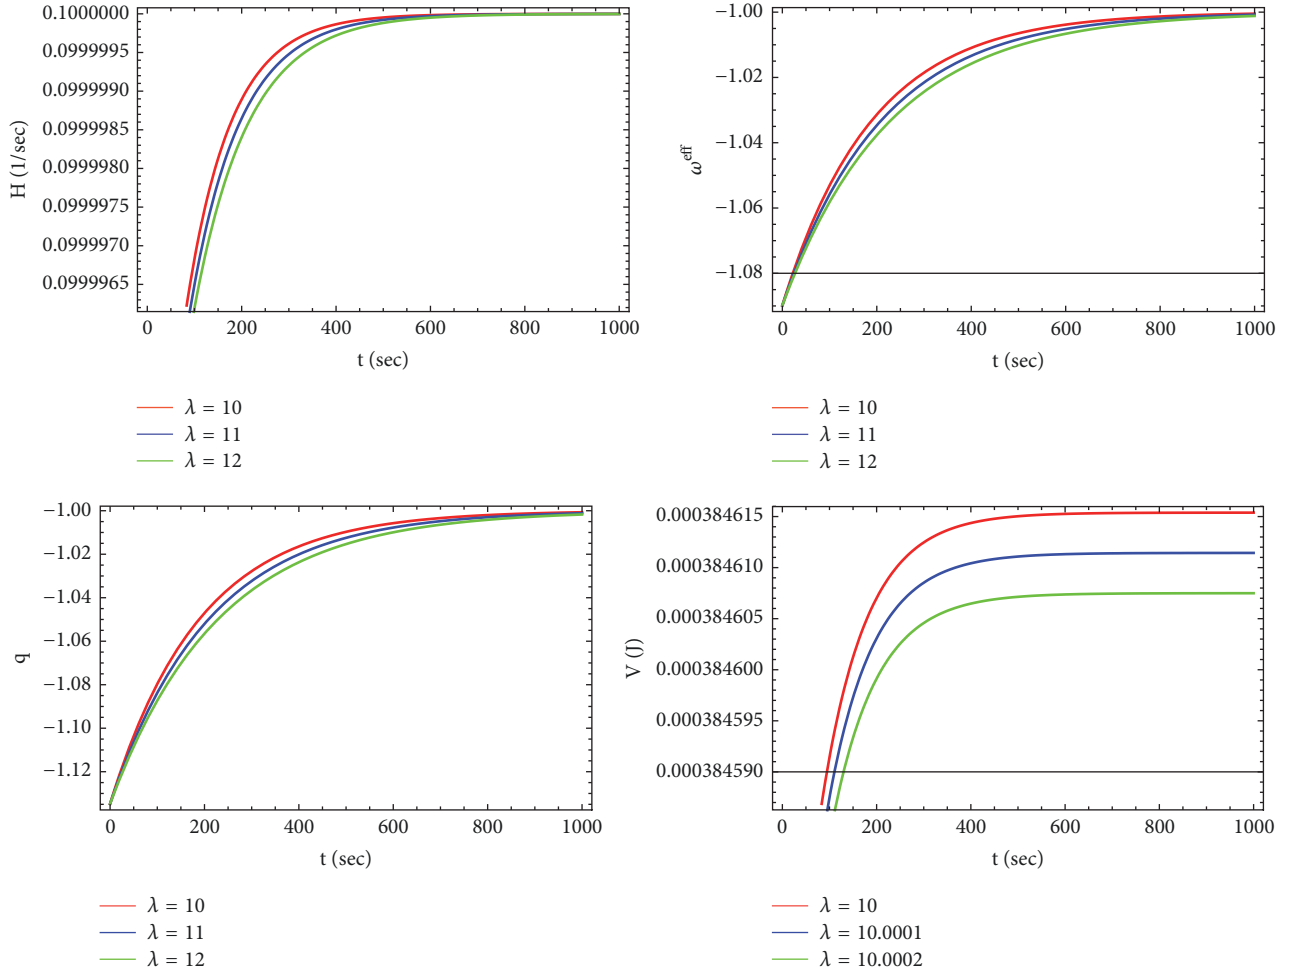 0.1000000
0.0999995
0.0999990
0.0999985
0.0999980
0.0999975
0.0999970
0.0999965
H (1/sec)
0 200 400 600 800 1000
t (sec)
λ = 10
λ = 11
λ = 12
−1.00
−1.02
−1.04
−1.06
−1.08
ω^eff
0 200 400 600 800 1000
t (sec)
λ = 10
λ = 11
λ = 12
−1.00
−1.02
−1.04
−1.06
−1.08
−1.10
−1.12
q
0 200 400 600 800 1000
t (sec)
λ = 10
λ = 11
λ = 12
0.000384615
0.000384610
0.000384605
0.000384600
0.000384595
0.000384590
V (J)
0 200 400 600 800 1000
t (sec)
λ = 10
λ = 10.0001
λ = 10.0002